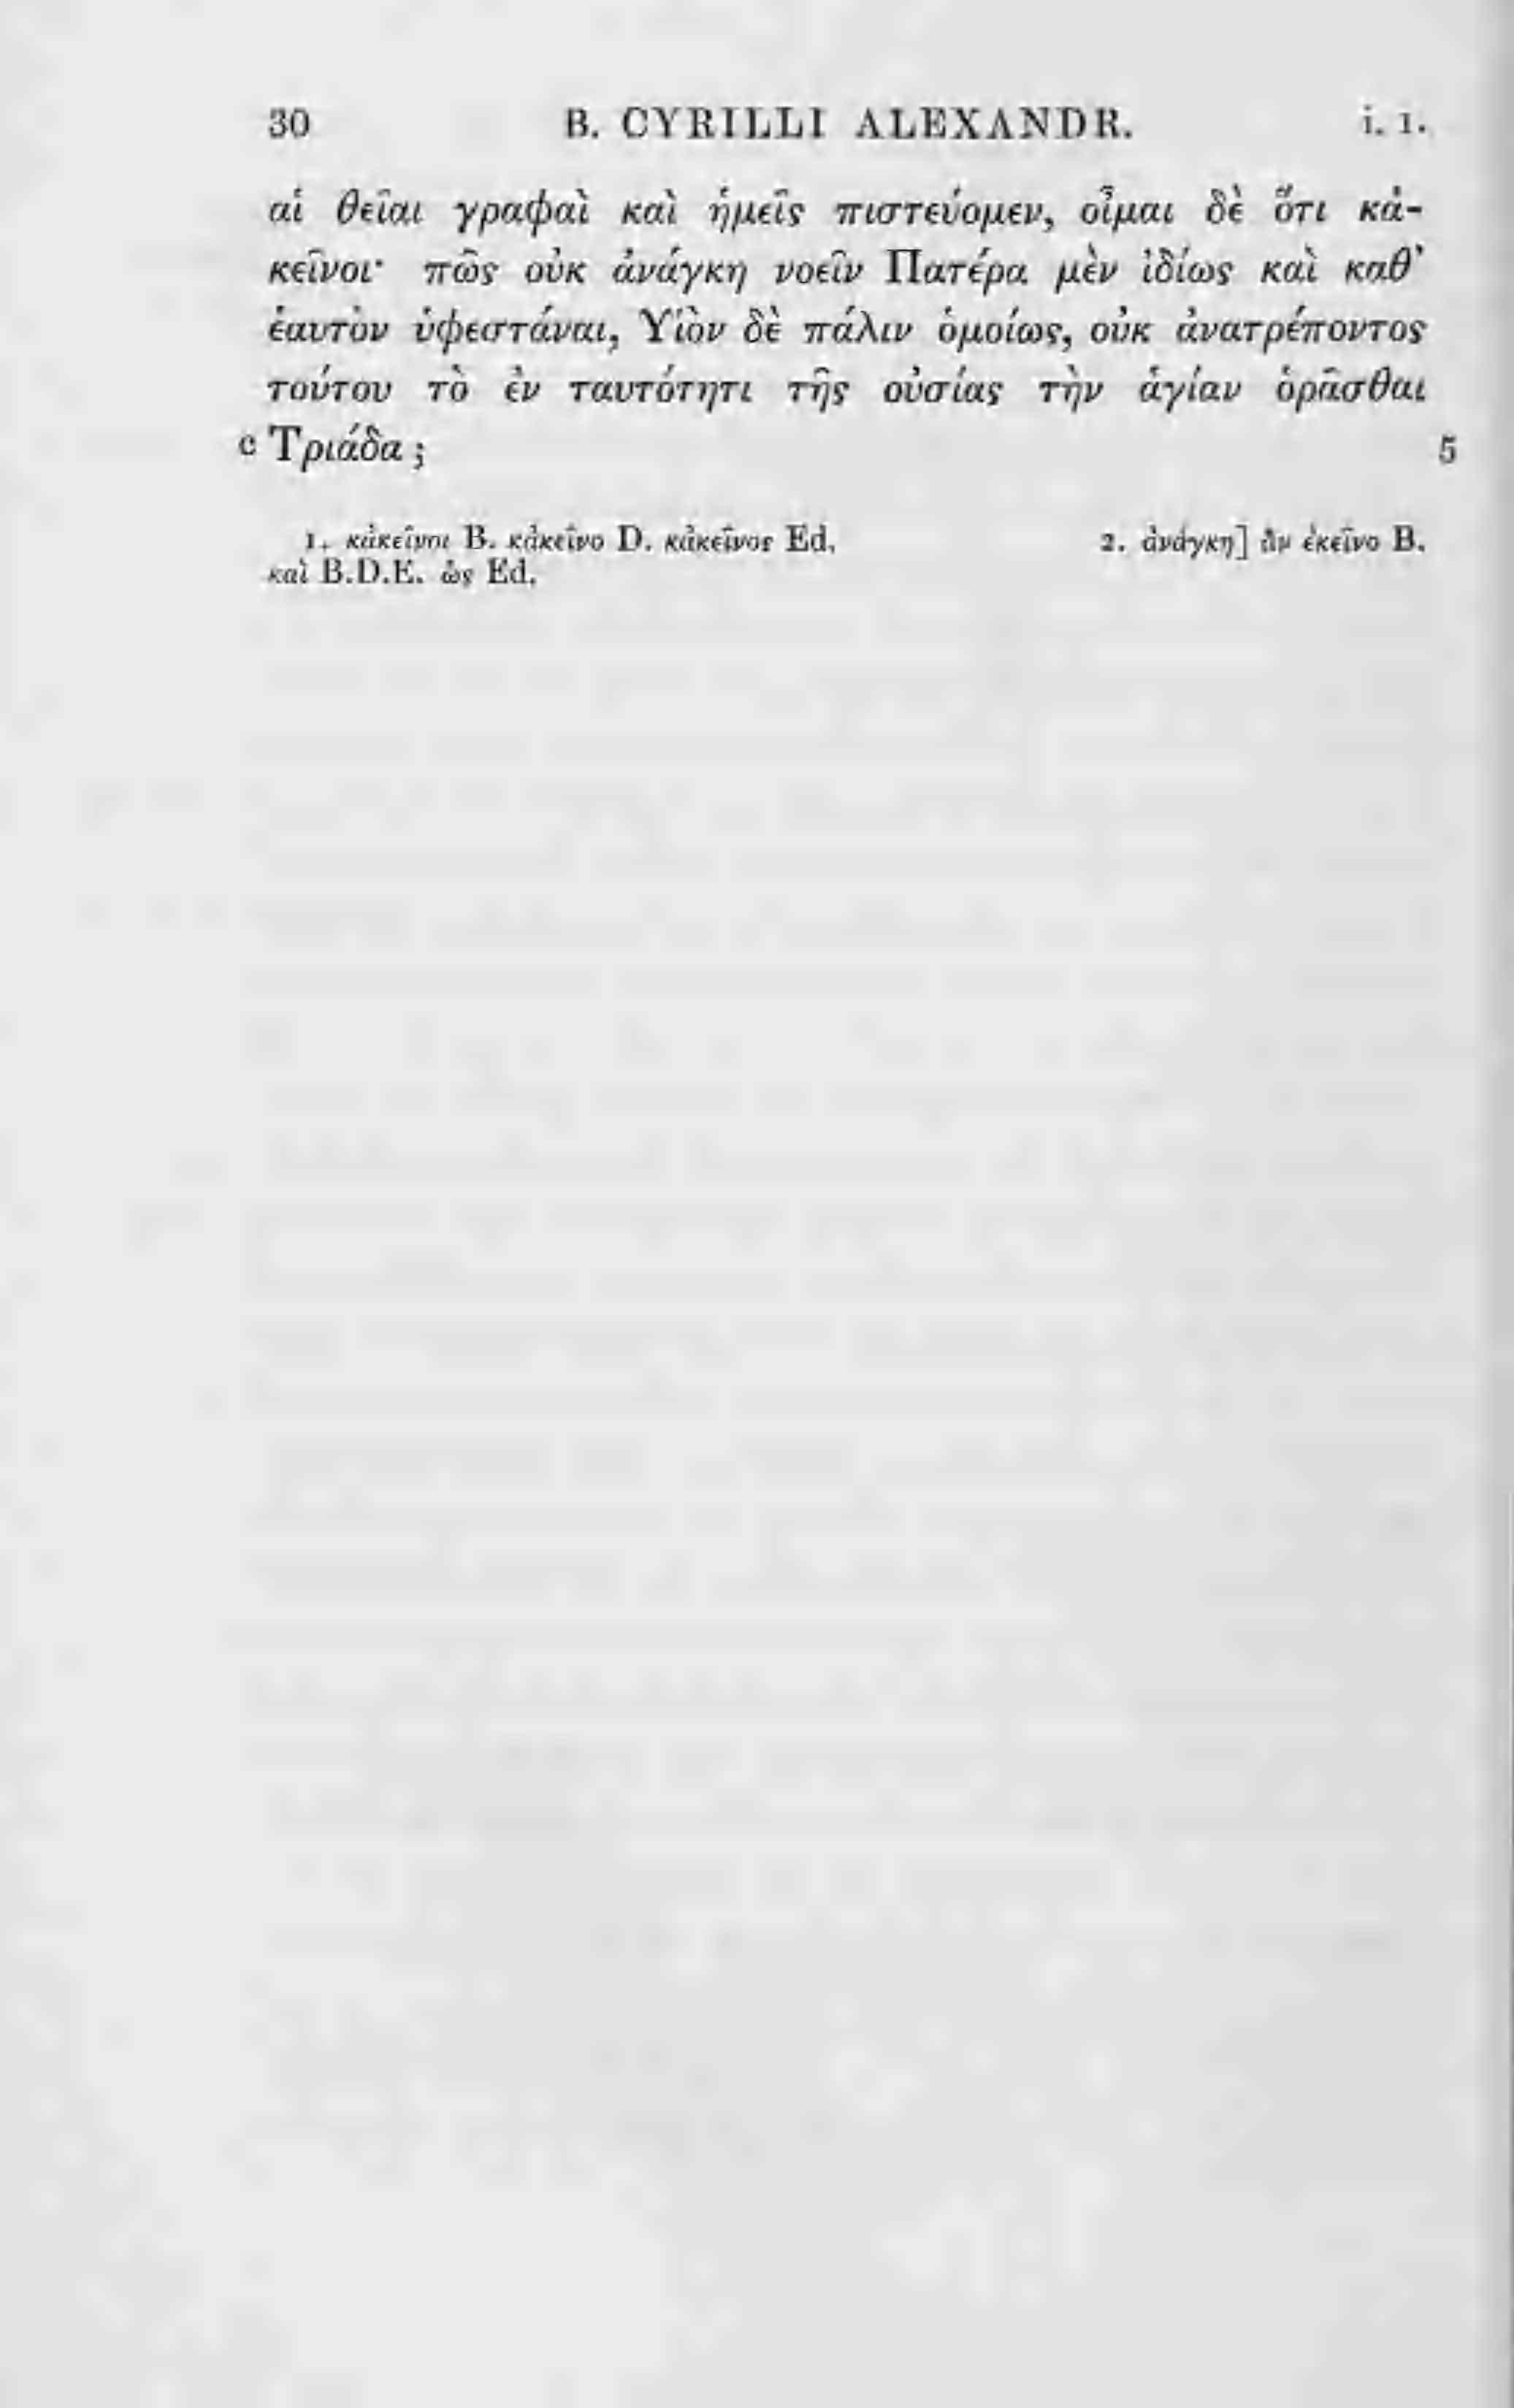 30 B. CYRILLI ALEXANDR. i. 1.
αἱ θεῖαι γραφαὶ καὶ ἡμεῖς πιστεύομεν, οἶμαι δὲ ὅτι κἀ-
κεῖνοι· πῶς οὐκ ἀνάγκη νοεῖν Πατέρα μὲν ἰδίως καὶ καθ’
ἑαυτὸν ὑφεστάναι, Υἱὸν δὲ πάλιν ὁμοίως, οὐκ ἀνατρέποντος
τούτου τὸ ἐν ταυτότητι τῆς οὐσίας τὴν ἁγίαν ὁρᾶσθαι
c Τριάδα ; 5
1. κἀκεῖνοι B. κἀκεῖνο D. κἀκεῖνος Ed. 2. ἀνάγκη] ἂν ἐκεῖνο B.
καὶ B.D.E. ὡς Ed.